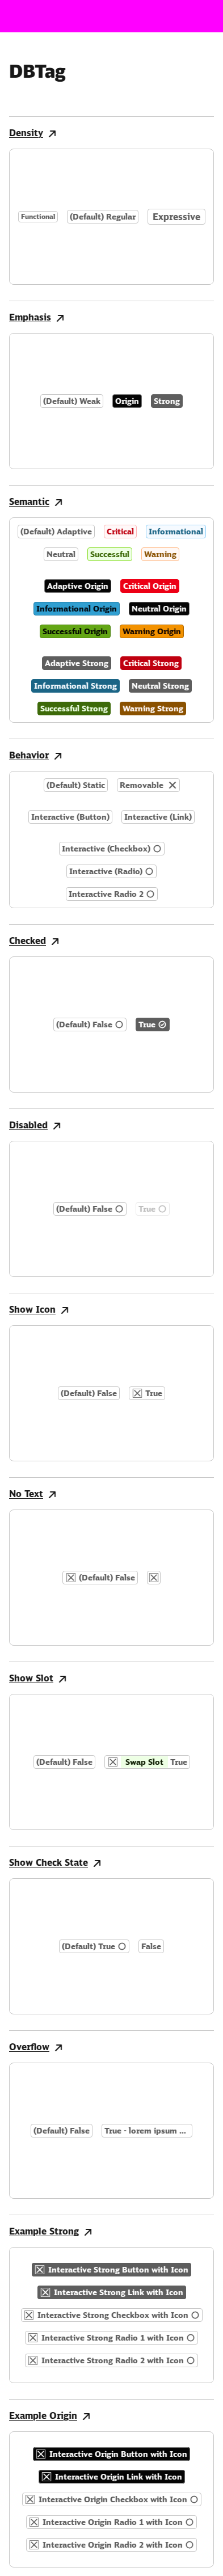 DBTag
Density
Functional (Default) Regular Expressive
Emphasis
(Default) Weak Origin Strong
Semantic
(Default) Adaptive Critical Informational
Neutral Successful Warning
Adaptive Origin Critical Origin
Informational Origin Neutral Origin
Successful Origin Warning Origin
Adaptive Strong Critical Strong
Informational Strong Neutral Strong
Successful Strong Warning Strong
Behavior
(Default) Static Removable
Interactive (Button) Interactive (Link)
Interactive (Checkbox)
Interactive (Radio)
Interactive Radio 2
Checked
(Default) False True
Disabled
(Default) False True
Show Icon
(Default) False True
No Text
(Default) False
Show Slot
(Default) False Swap Slot True
Show Check State
(Default) True False
Overflow
(Default) False True - lorem ipsum ...
Example Strong
Interactive Strong Button with Icon
Interactive Strong Link with Icon
Interactive Strong Checkbox with Icon
Interactive Strong Radio 1 with Icon
Interactive Strong Radio 2 with Icon
Example Origin
Interactive Origin Button with Icon
Interactive Origin Link with Icon
Interactive Origin Checkbox with Icon
Interactive Origin Radio 1 with Icon
Interactive Origin Radio 2 with Icon